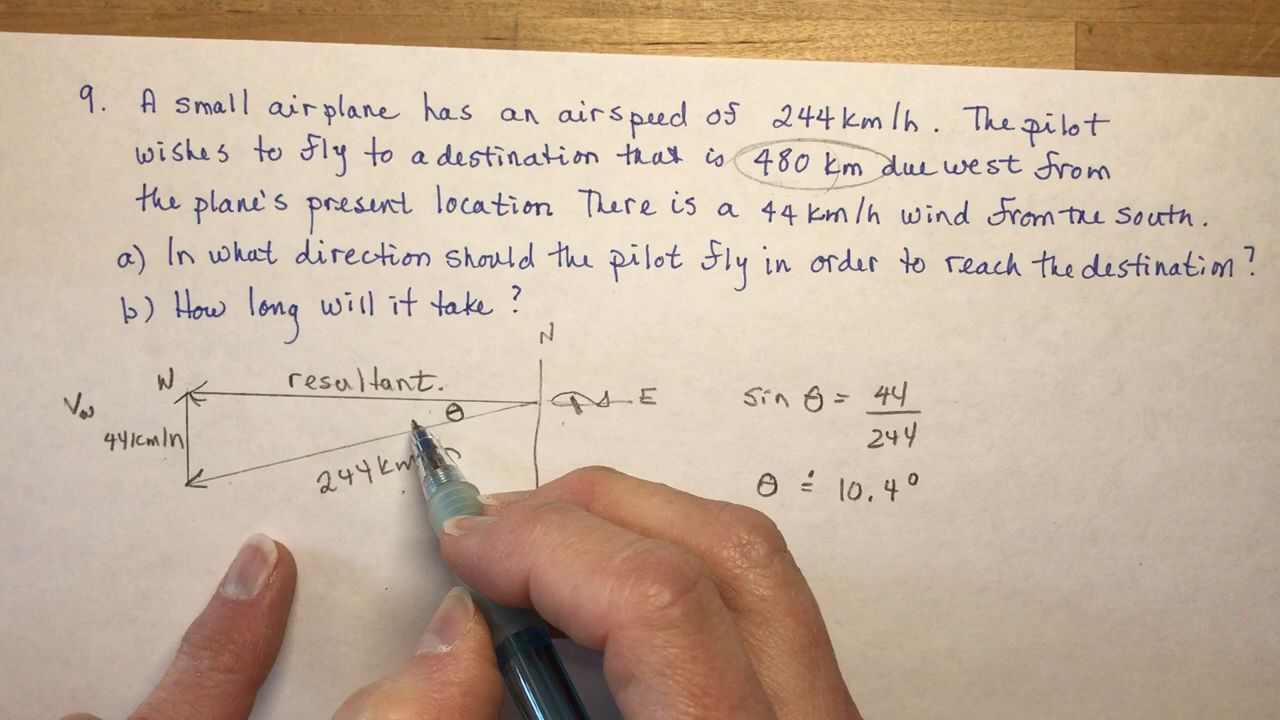 9. A small airplane has an airspeed of 244 km/h. The pilot
wishes to fly to a destination that is 480 km due west from
the plane's present location There is a 44 km/h wind from the south.
a) In what direction should the pilot fly in order to reach the destination?
b) How long will it take?
N
W resultant. E
Vw θ
44 km/h
244 km
sin θ = 44/244
θ ≐ 10.4°